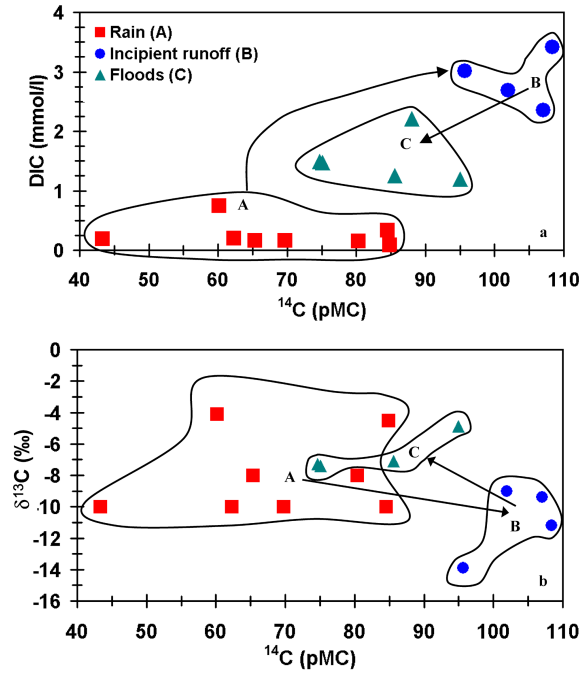 4
Rain (A)
Incipient runoff (B)
Floods (C)
3
B
DIC (mmol/l)
2
C
1
A
a
0
40 50 60 70 80 90 100 110
14C (pMC)
0
-2
-4
-6
C
-8
A
δ13C (‰)
-10
B
-12
-14
b
-16
40 50 60 70 80 90 100 110
14C (pMC)